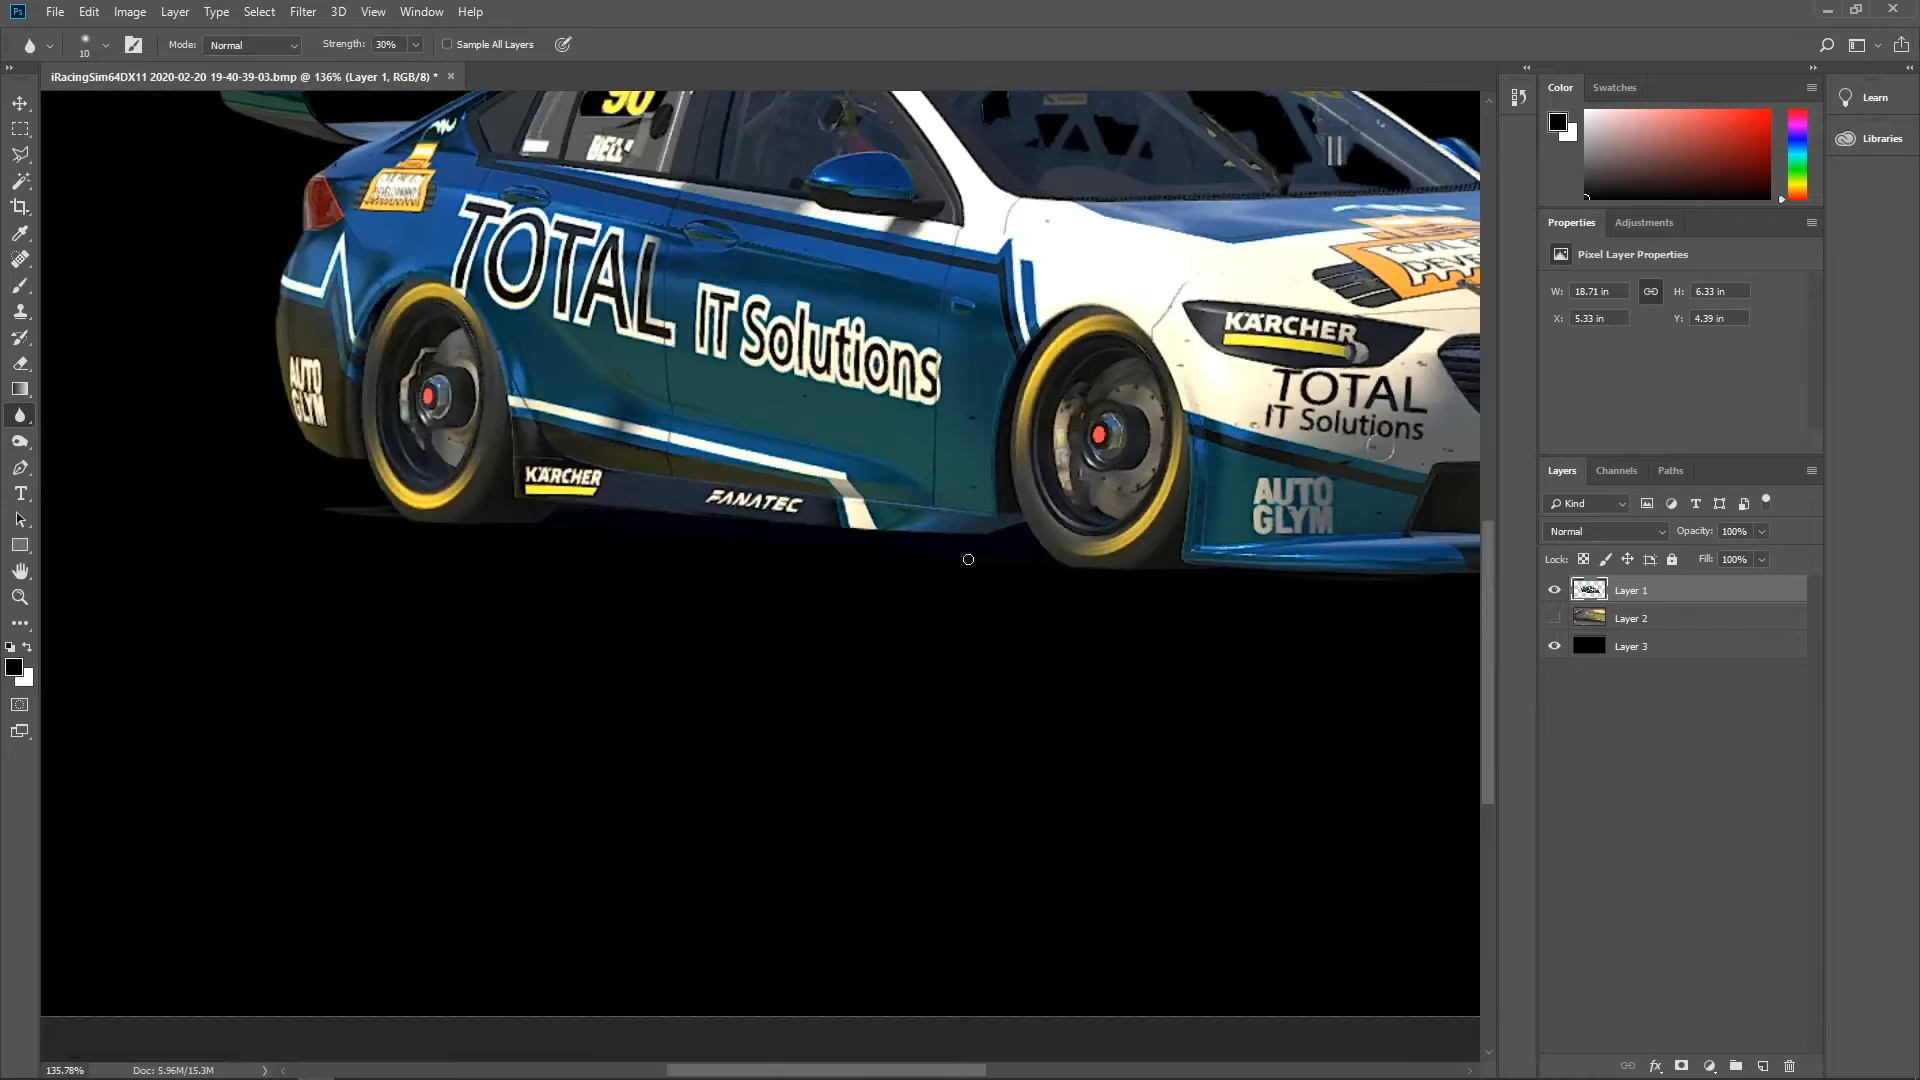 Ps File Edit Image Layer Type Select Filter 3D View Window Help
10 Mode: Normal Strength: 30% Sample All Layers
iRacingSim64DX11 2020-02-20 19-40-39-03.bmp @ 136% (Layer 1, RGB/8) * ×
Color Swatches
Learn
Libraries
Properties Adjustments
Pixel Layer Properties
W: 18.71 in H: 6.33 in
X: 5.33 in Y: 4.39 in
Layers Channels Paths
Kind
Normal Opacity: 100%
Lock: Fill: 100%
Layer 1
Layer 2
Layer 3
90
BELL
TOTAL
IT Solutions
AUTO
GLYM
KÄRCHER
FANATEC
KÄRCHER
TOTAL
IT Solutions
AUTO
GLYM
135.78% Doc: 5.96M/15.3M